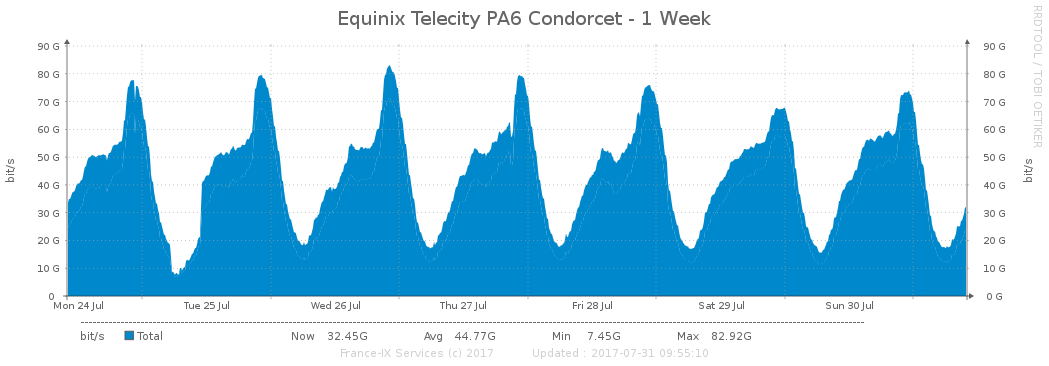 Equinix Telecity PA6 Condorcet - 1 Week
RRDTOOL / TOBI OETIKER
bit/s
90 G
80 G
70 G
60 G
50 G
40 G
30 G
20 G
10 G
0
90 G
80 G
70 G
60 G
50 G
40 G
30 G
20 G
10 G
0 G
bit/s
Mon 24 Jul Tue 25 Jul Wed 26 Jul Thu 27 Jul Fri 28 Jul Sat 29 Jul Sun 30 Jul
bit/s Total Now 32.45G Avg 44.77G Min 7.45G Max 82.92G
France-IX Services (c) 2017 Updated : 2017-07-31 09:55:10